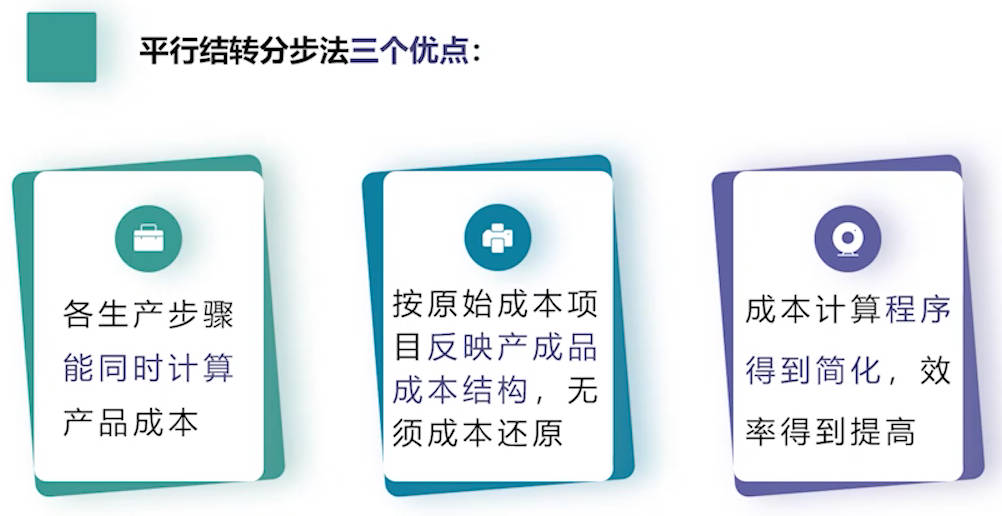 平行结转分步法三个优点：
各生产步骤
能同时计算
产品成本
按原始成本项
目反映产成品
成本结构，无
须成本还原
成本计算程序
得到简化，效
率得到提高